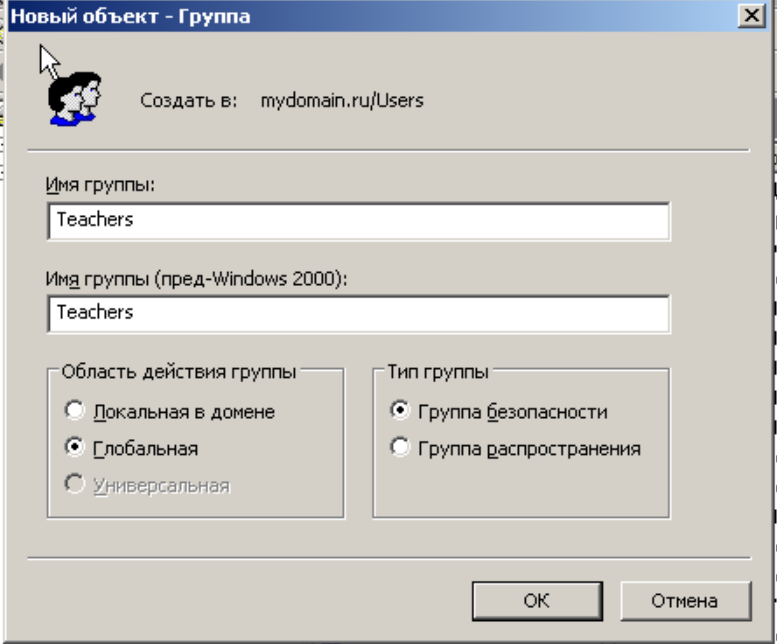 Новый объект - Группа
Создать в: mydomain.ru/Users
Имя группы:
Teachers
Имя группы (пред-Windows 2000):
Teachers
Область действия группы
Локальная в домене
Глобальная
Универсальная
Тип группы
Группа безопасности
Группа распространения
ОК
Отмена